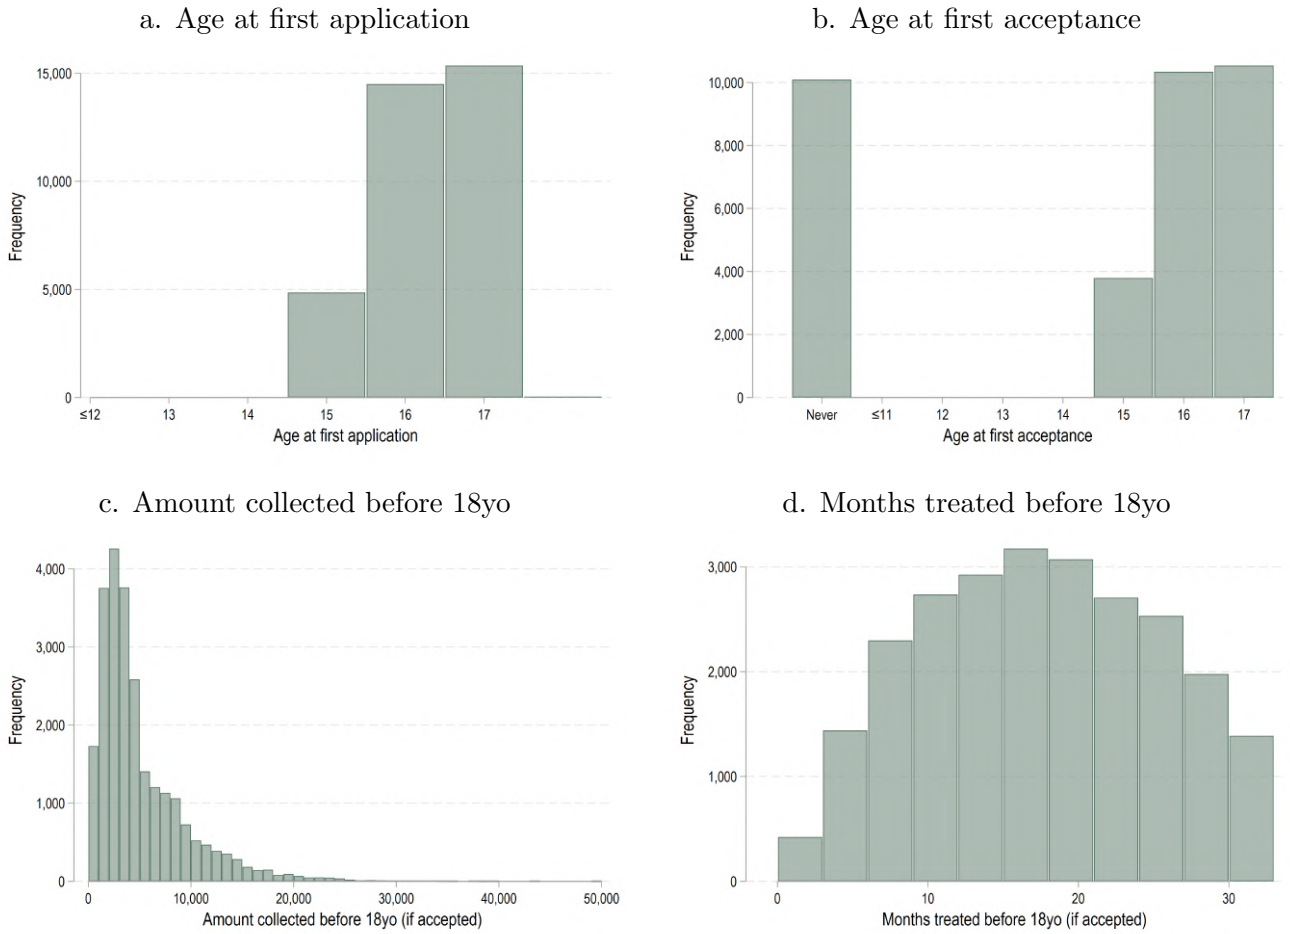 a. Age at first application
15,000
10,000
5,000
0
Frequency
≤12 13 14 15 16 17
Age at first application
b. Age at first acceptance
10,000
8,000
6,000
4,000
2,000
0
Frequency
Never ≤11 12 13 14 15 16 17
Age at first acceptance
c. Amount collected before 18yo
4,000
3,000
2,000
1,000
0
Frequency
0 10,000 20,000 30,000 40,000 50,000
Amount collected before 18yo (if accepted)
d. Months treated before 18yo
3,000
2,000
1,000
0
Frequency
0 10 20 30
Months treated before 18yo (if accepted)